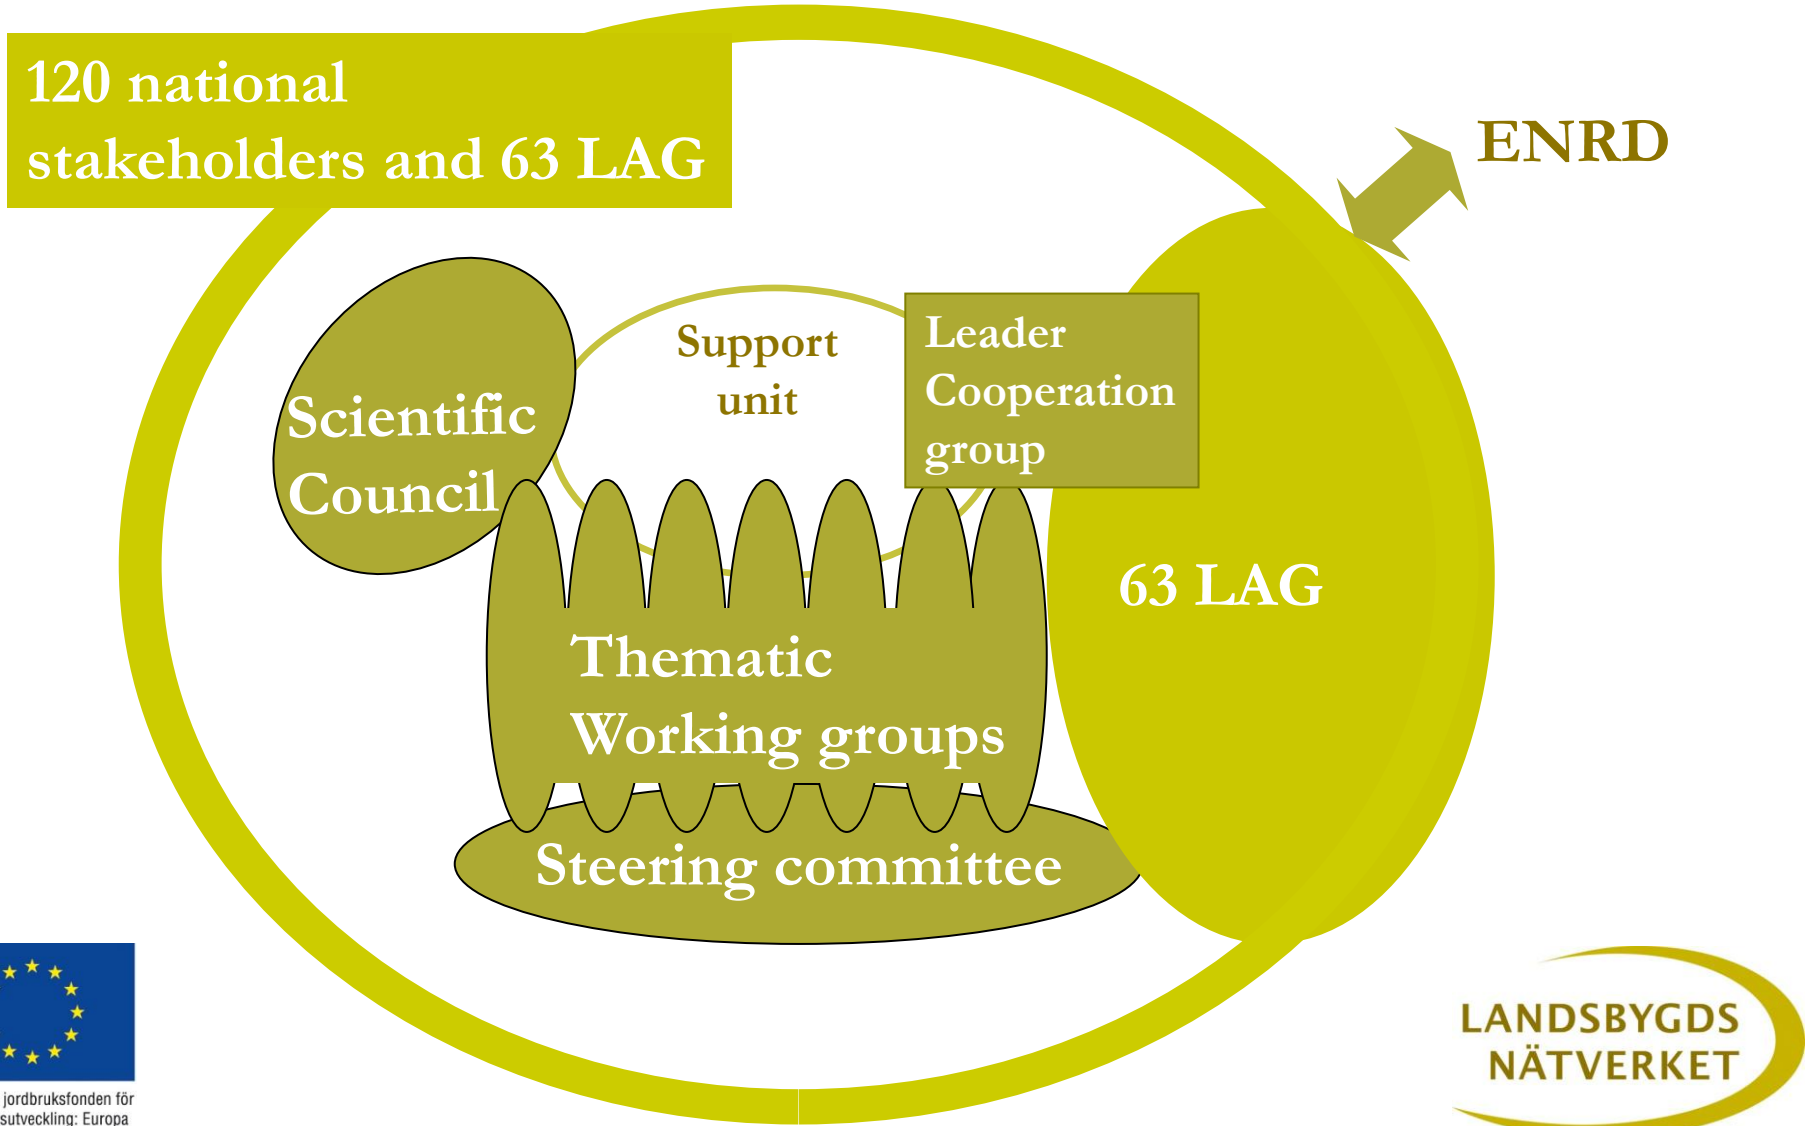 120 national
stakeholders and 63 LAG
ENRD
Support
unit
Leader
Cooperation
group
Scientific
Council
63 LAG
Thematic
Working groups
Steering committee
jordbruksfonden för
sutveckling: Europa
LANDSBYGDS
NÄTVERKET